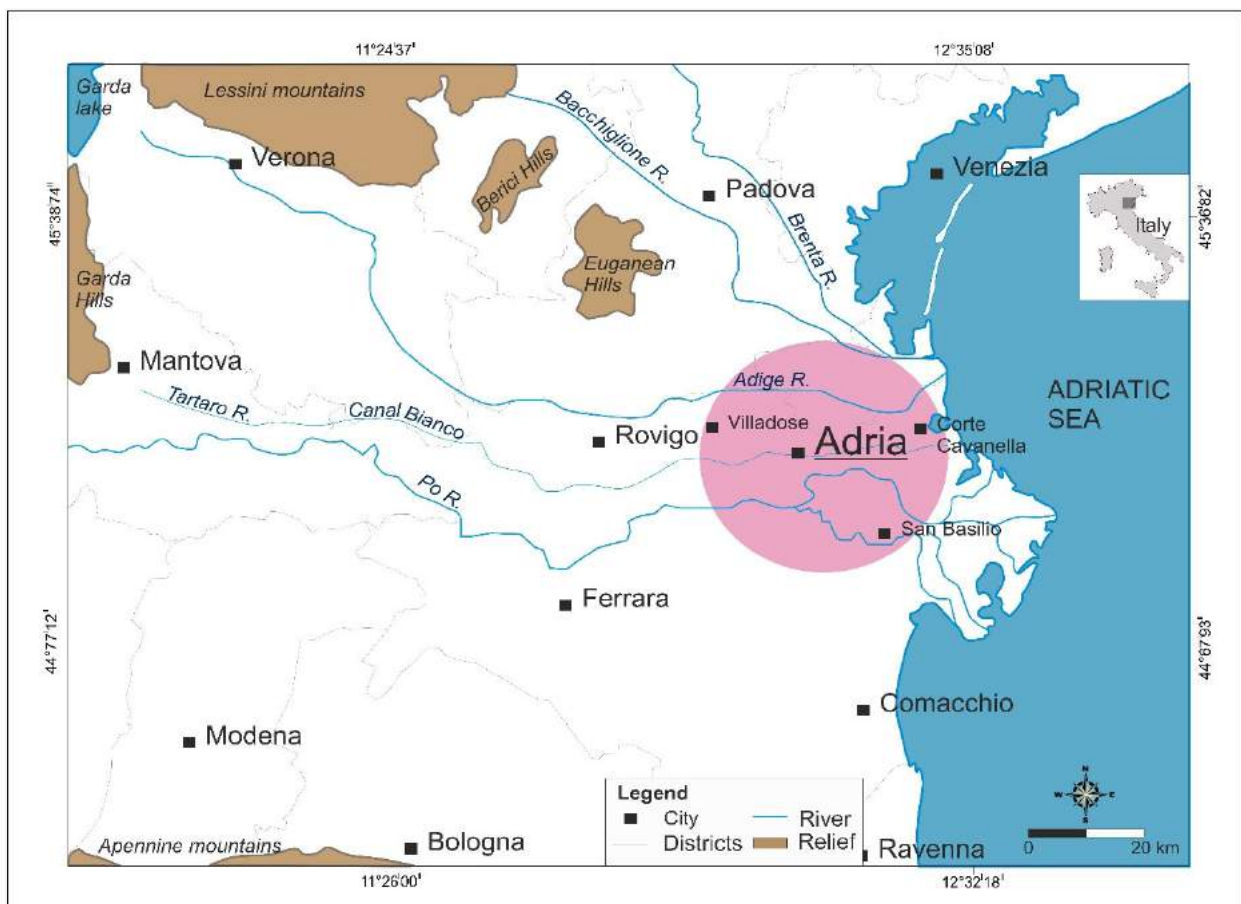 11°24'37
12°35'08
Garda
lake
Lessini mountains
Verona
Bacchiglione R.
Padova
Venezia
Berici Hills
Brenta R.
Italy
45°38'74
45°36'82
Garda
Hills
Euganean
Hills
Mantova
Tartaro R.
Canal Bianco
Adige R.
ADRIATIC
SEA
Rovigo
Villadose
Adria
Corte
Cavanella
Po R.
San Basilio
Ferrara
44°77'12'
44°67'93'
Comacchio
Modena
Legend
City
River
Districts
Relief
N
W
E
S
0
20 km
Apennine mountains
Bologna
Ravenna
11°26'00
12°32'18